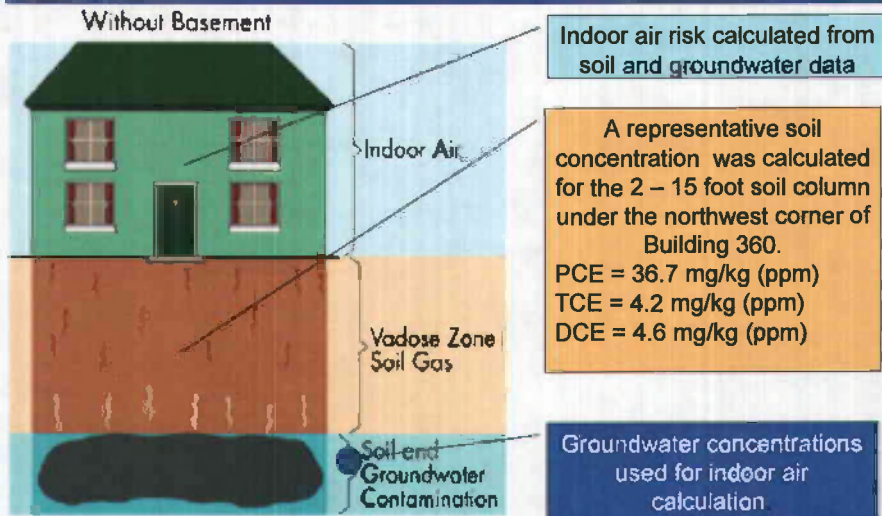 Without Basement
Indoor Air
Vadose Zone
Soil Gas
Soil end
Groundwater
Contamination
Indoor air risk calculated from
soil and groundwater data
A representative soil
concentration was calculated
for the 2 – 15 foot soil column
under the northwest corner of
Building 360.
PCE = 36.7 mg/kg (ppm)
TCE = 4.2 mg/kg (ppm)
DCE = 4.6 mg/kg (ppm)
Groundwater concentrations
used for indoor air
calculation.